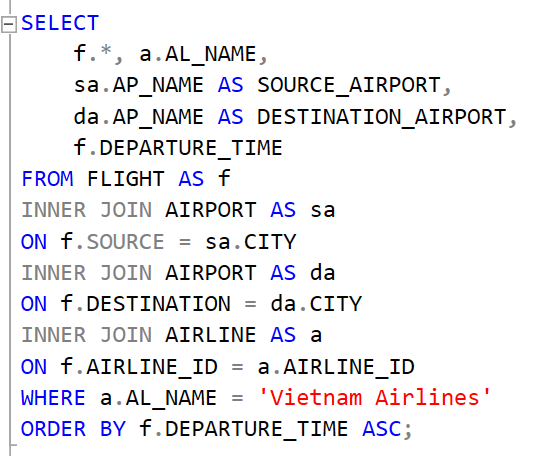 SELECT
f.*, a.AL_NAME,
sa.AP_NAME AS SOURCE_AIRPORT,
da.AP_NAME AS DESTINATION_AIRPORT,
f.DEPARTURE_TIME
FROM FLIGHT AS f
INNER JOIN AIRPORT AS sa
ON f.SOURCE = sa.CITY
INNER JOIN AIRPORT AS da
ON f.DESTINATION = da.CITY
INNER JOIN AIRLINE AS a
ON f.AIRLINE_ID = a.AIRLINE_ID
WHERE a.AL_NAME = 'Vietnam Airlines'
ORDER BY f.DEPARTURE_TIME ASC;